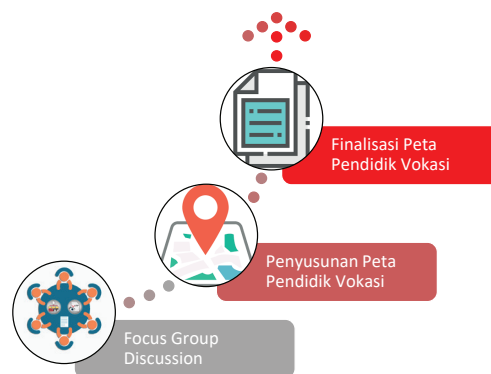 Finalisasi Peta
Pendidik Vokasi
Penyusunan Peta
Pendidik Vokasi
Focus Group
Discussion